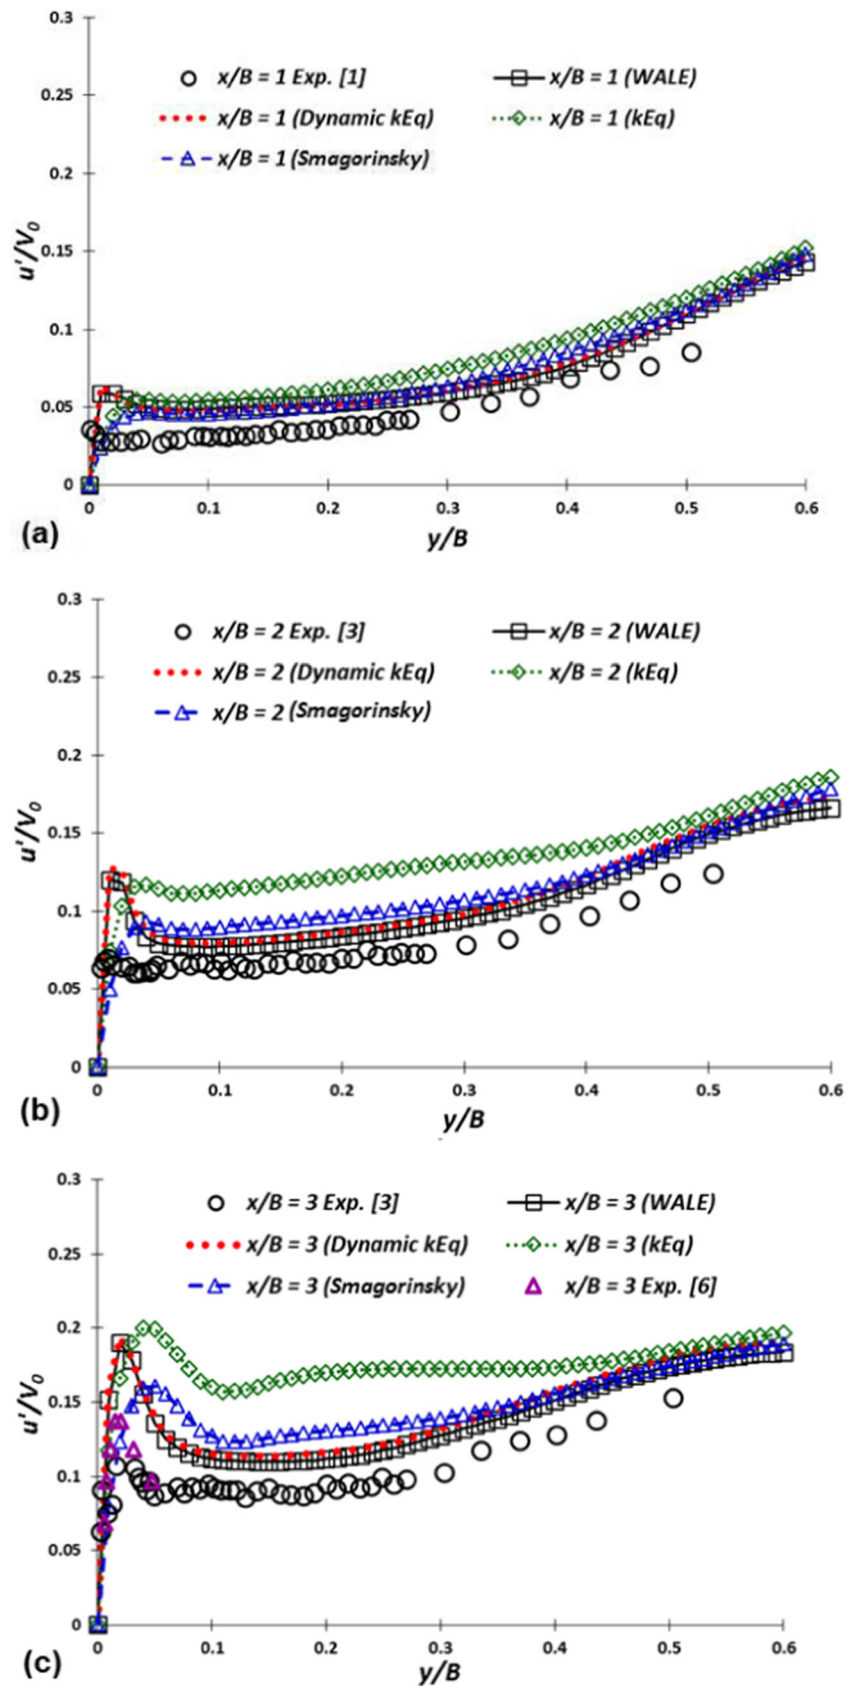 0.3
x/B = 1 Exp. [1]
x/B = 1 (WALE)
0.25
x/B = 1 (Dynamic kEq)
x/B = 1 (kEq)
x/B = 1 (Smagorinsky)
0.2
u'/V0
0.15
0.1
0.05
0
0 0.1 0.2 0.3 0.4 0.5 0.6
(a)
y/B
0.3
x/B = 2 Exp. [3]
x/B = 2 (WALE)
0.25
x/B = 2 (Dynamic kEq)
x/B = 2 (kEq)
x/B = 2 (Smagorinsky)
0.2
u'/V0
0.15
0.1
0.05
0
0 0.1 0.2 0.3 0.4 0.5 0.6
(b)
y/B
0.3
x/B = 3 Exp. [3]
x/B = 3 (WALE)
0.25
x/B = 3 (Dynamic kEq)
x/B = 3 (kEq)
x/B = 3 (Smagorinsky)
x/B = 3 Exp. [6]
0.2
u'/V0
0.15
0.1
0.05
0
0 0.1 0.2 0.3 0.4 0.5 0.6
(c)
y/B